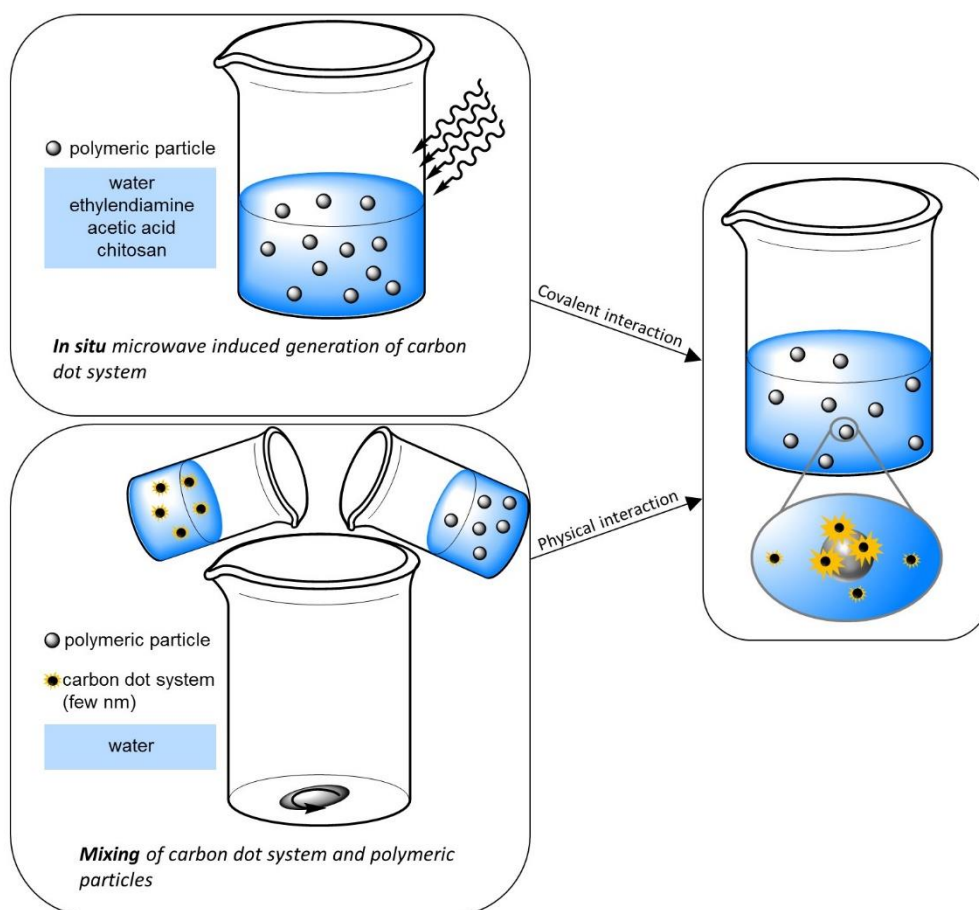 polymeric particle
water
ethylendiamine
acetic acid
chitosan
In situ microwave induced generation of carbon
dot system
Covalent interaction
polymeric particle
carbon dot system
(few nm)
water
Mixing of carbon dot system and polymeric
particles
Physical interaction